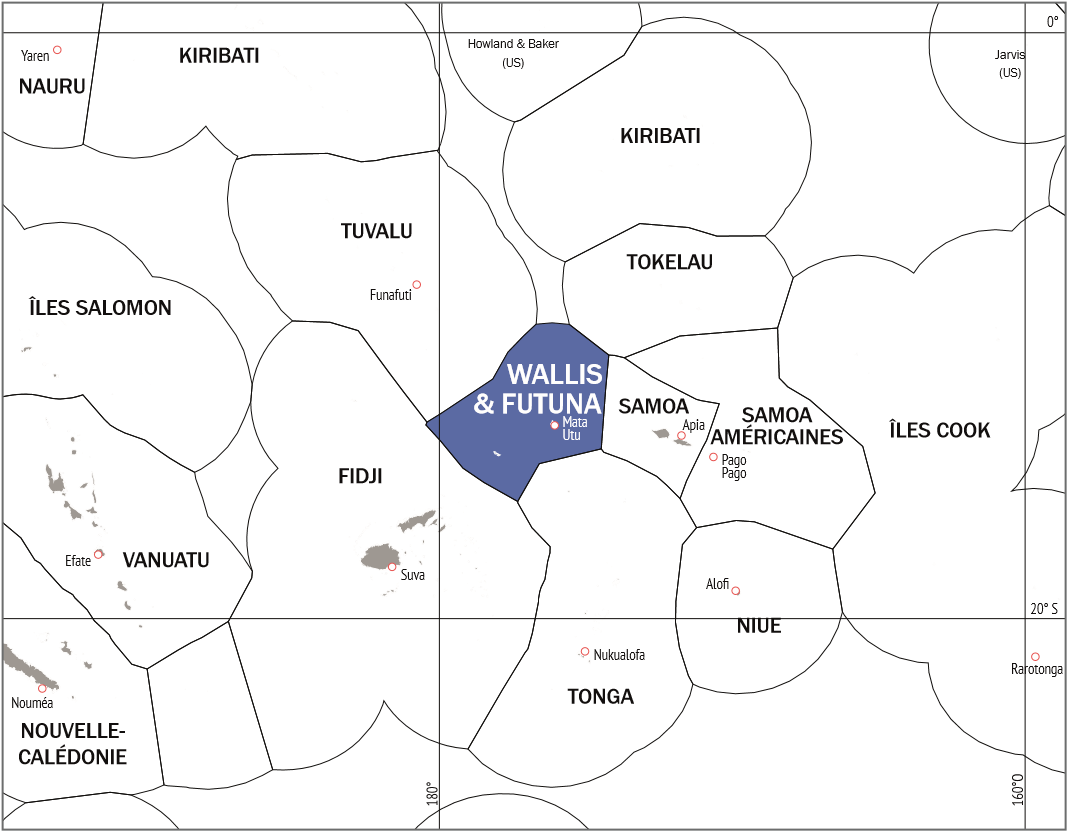 0°
Howland & Baker
(US)
Yaren
KIRIBATI
Jarvis
(US)
NAURU
KIRIBATI
TUVALU
TOKELAU
Funafuti
ÎLES SALOMON
WALLIS
& FUTUNA
Mata
Utu
SAMOA
Apia
SAMOA
AMÉRICAINES
ÎLES COOK
Pago
Pago
FIDJI
Efate
VANUATU
Suva
Alofi
20° S
NIUE
Nukualofa
Rarotonga
TONGA
Nouméa
NOUVELLE-
CALÉDONIE
180°
160°O